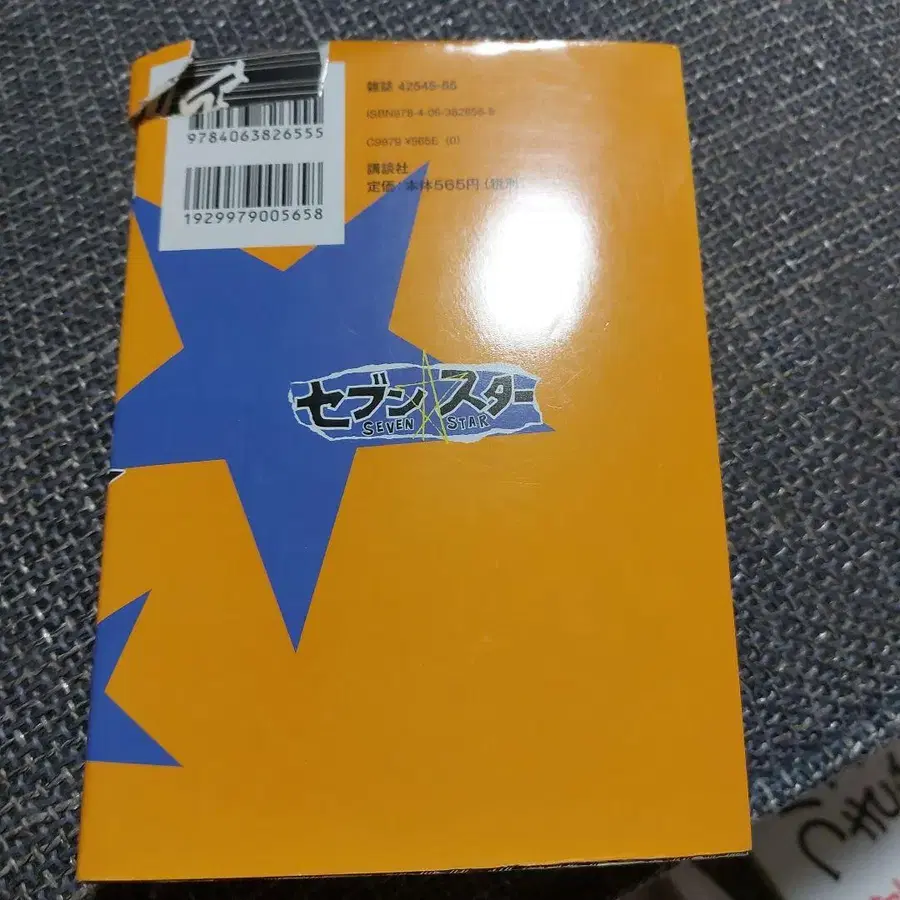 雑誌 42545-55
ISBN978-4-06-382655-5
C9979 ¥565E (0)
講談社
定価：本体565円（税別）
9784063826555
1929979005658
セブン☆スター
SEVEN STAR